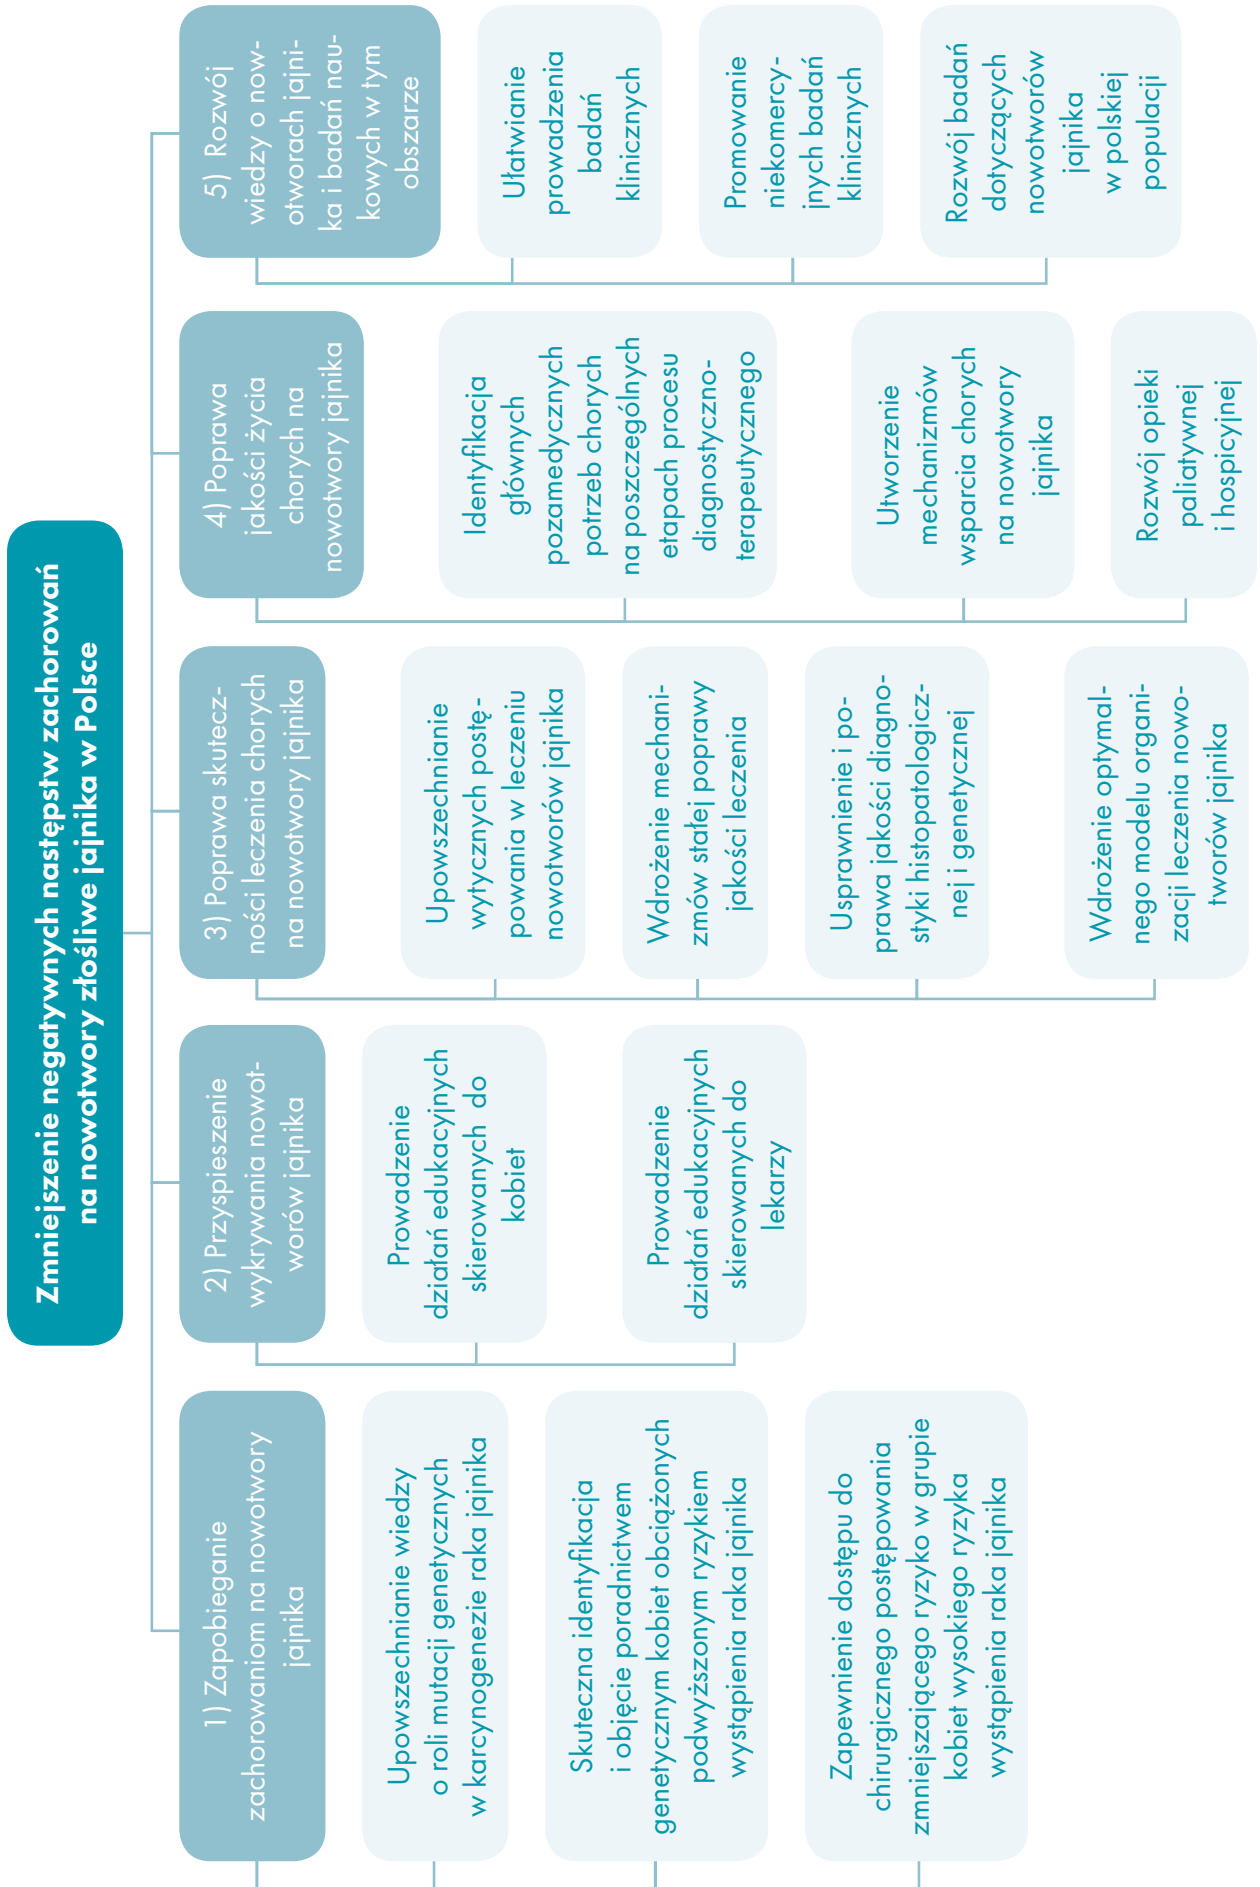 Zmniejszenie negatywnych następstw zachorowań
na nowotwory złośliwe jajnika w Polsce
1) Zapobieganie
zachorowaniom na nowotwory
jajnika
Upowszechnianie wiedzy
o roli mutacji genetycznych
w karcynogenezie raka jajnika
Skuteczna identyfikacja
i objęcie poradnictwem
genetycznym kobiet obciążonych
podwyższonym ryzykiem
wystąpienia raka jajnika
Zapewnienie dostępu do
chirurgicznego postępowania
zmniejszającego ryzyko w grupie
kobiet wysokiego ryzyka
wystąpienia raka jajnika
2) Przyspieszenie
wykrywania nowot-
worów jajnika
Prowadzenie
działań edukacyjnych
skierowanych do
kobiet
Prowadzenie
działań edukacyjnych
skierowanych do
lekarzy
3) Poprawa skutecz-
ności leczenia chorych
na nowotwory jajnika
Upowszechnianie
wytycznych postę-
powania w leczeniu
nowotworów jajnika
Wdrożenie mechani-
zmów stałej poprawy
jakości leczenia
Usprawnienie i po-
prawa jakości diagno-
styki histopatologicz-
nej i genetycznej
Wdrożenie optymal-
nego modelu organi-
zacji leczenia nowo-
tworów jajnika
4) Poprawa
jakości życia
chorych na
nowotwory jajnika
Identyfikacja
głównych
pozamedycznych
potrzeb chorych
na poszczególnych
etapach procesu
diagnostyczno-
terapeutycznego
Utworzenie
mechanizmów
wsparcia chorych
na nowotwory
jajnika
Rozwój opieki
paliatywnej
i hospicyjnej
5) Rozwój
wiedzy o now-
otworach jajni-
ka i badań nau-
kowych w tym
obszarze
Ułatwianie
prowadzenia
badań
klinicznych
Promowanie
niekomercy-
jnych badań
klinicznych
Rozwój badań
dotyczących
nowotworów
jajnika
w polskiej
populacji